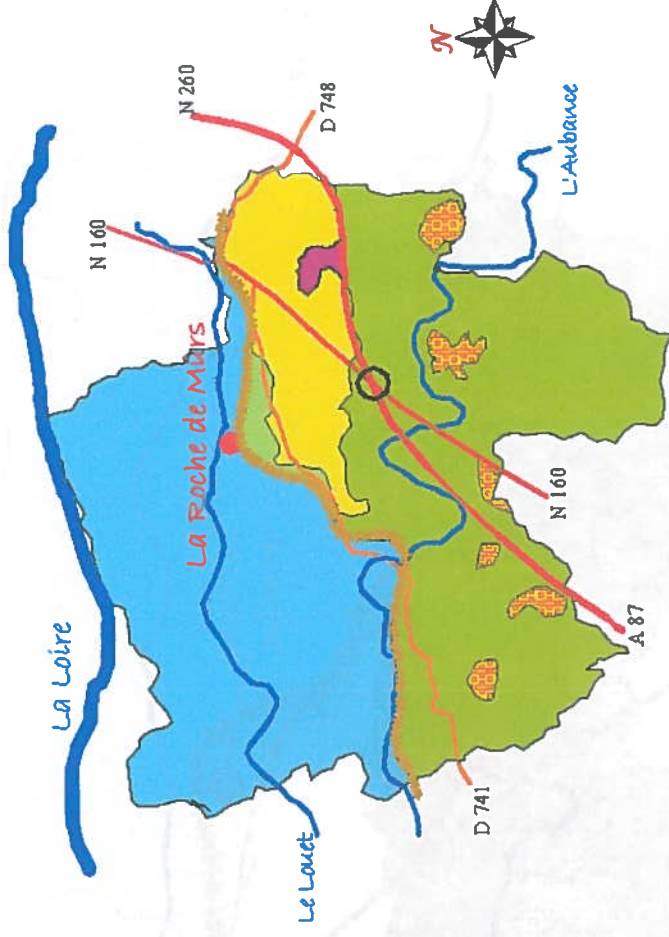 La Loire
N 260
N 160
D 748
N
La Roche de Murs
L'Aubance
Le Louet
N 160
A 87
D 741